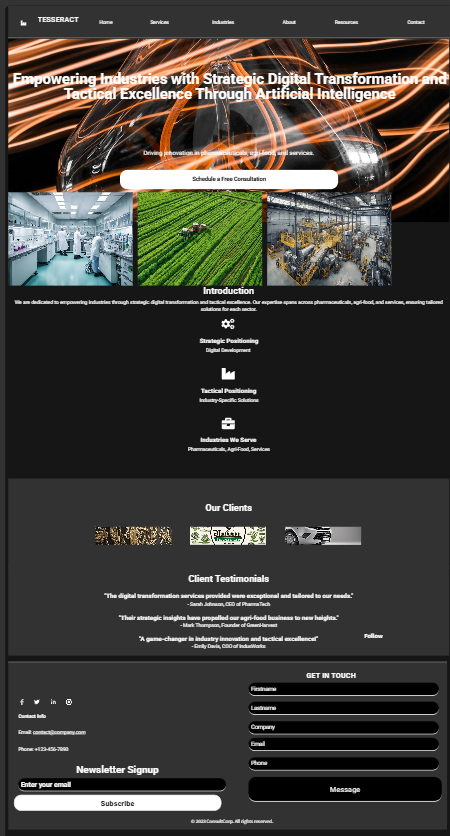 TESSERACT
Home Services Industries About Resources Contact
Empowering Industries with Strategic Digital Transformation and
Tactical Excellence Through Artificial Intelligence
Driving innovation in pharmaceuticals, agri-food, and services.
Schedule a Free Consultation
Introduction
We are dedicated to empowering industries through strategic digital transformation and tactical excellence. Our expertise spans across pharmaceuticals, agri-food, and services, ensuring tailored
solutions for each sector.
Strategic Positioning
Digital Development
Tactical Positioning
Industry-Specific Solutions
Industries We Serve
Pharmaceuticals, Agri-Food, Services
Our Clients
Client Testimonials
"The digital transformation services provided were exceptional and tailored to our needs."
- Sarah Johnson, CEO of PharmaTech
"Their strategic insights have propelled our agri-food business to new heights."
- Mark Thompson, Founder of GreenHarvest
"A game-changer in industry innovation and tactical excellence!"
- Emily Davis, COO of InduWorks
Follow
GET IN TOUCH
Firstname
Lastname
Company
Email
Phone
Message
Contact Info
Email: contact@company.com
Phone: +123-456-7890
Newsletter Signup
Enter your email
Subscribe
© 2023 ConsultCorp. All rights reserved.